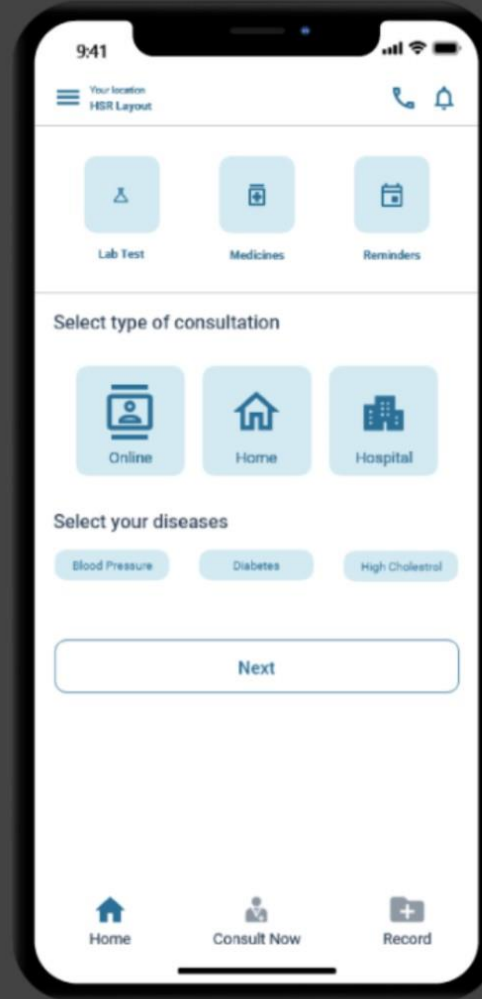 9:41
Your location
HSR Layout
Lab Test
Medicines
Reminders
Select type of consultation
Online
Home
Hospital
Select your diseases
Blood Pressure
Diabetes
High Cholestrol
Next
Home
Consult Now
Record